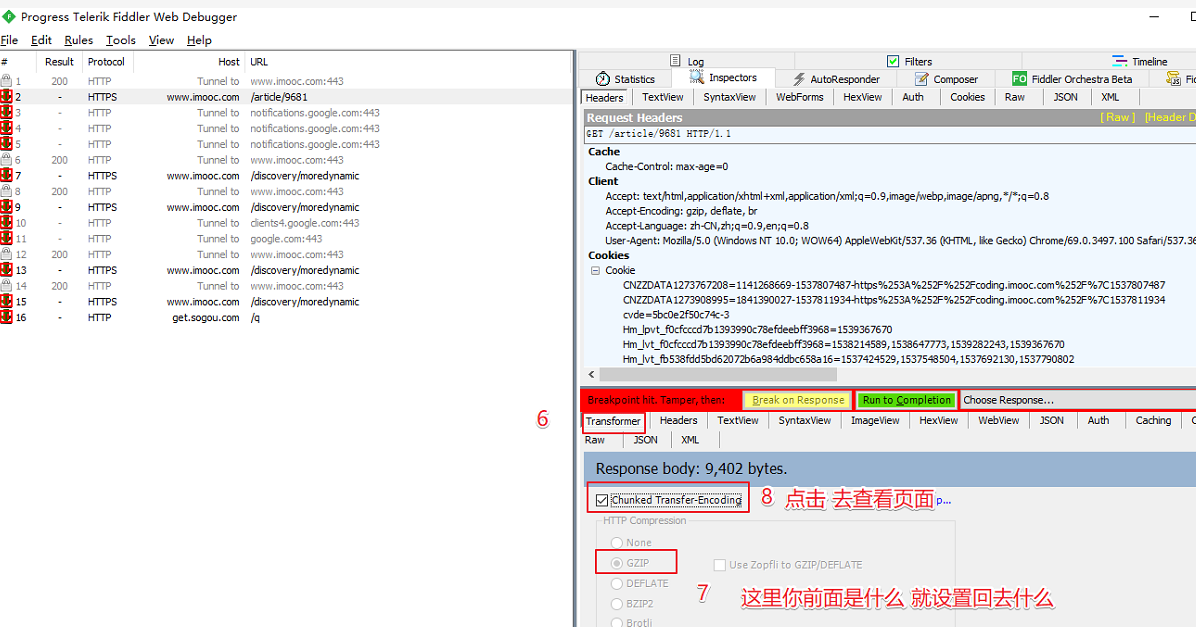 Progress Telerik Fiddler Web Debugger
File Edit Rules Tools View Help
# Result Protocol Host URL
1 200 HTTP Tunnel to www.imooc.com:443
2 - HTTPS www.imooc.com /article/9681
3 - HTTP Tunnel to notifications.google.com:443
4 - HTTP Tunnel to notifications.google.com:443
5 - HTTP Tunnel to notifications.google.com:443
6 200 HTTP Tunnel to www.imooc.com:443
7 - HTTPS www.imooc.com /discovery/moredynamic
8 200 HTTP Tunnel to www.imooc.com:443
9 - HTTPS www.imooc.com /discovery/moredynamic
10 - HTTP Tunnel to clients4.google.com:443
11 - HTTP Tunnel to google.com:443
12 200 HTTP Tunnel to www.imooc.com:443
13 - HTTPS www.imooc.com /discovery/moredynamic
14 200 HTTP Tunnel to www.imooc.com:443
15 - HTTPS www.imooc.com /discovery/moredynamic
16 - HTTP get.sogou.com /q
Log Filters Timeline
Statistics Inspectors AutoResponder Composer FO Fiddler Orchestra Beta
Headers TextView SyntaxView WebForms HexView Auth Cookies Raw JSON XML
Request Headers [ Raw ] [Header D
GET /article/9681 HTTP/1.1
Cache
Cache-Control: max-age=0
Client
Accept: text/html,application/xhtml+xml,application/xml;q=0.9,image/webp,image/apng,*/*;q=0.8
Accept-Encoding: gzip, deflate, br
Accept-Language: zh-CN,zh;q=0.9,en;q=0.8
User-Agent: Mozilla/5.0 (Windows NT 10.0; WOW64) AppleWebKit/537.36 (KHTML, like Gecko) Chrome/69.0.3497.100 Safari/537.36
Cookies
Cookie
CNZZDATA1273767208=1141268669-1537807487-https%253A%252F%252Fcoding.imooc.com%252F%7C1537807487
CNZZDATA1273908995=1841390027-1537811934-https%253A%252F%252Fcoding.imooc.com%252F%7C1537811934
cvde=5bc0e2f50c74c-3
Hm_lpvt_f0cfcccd7b1393990c78efdeebff3968=1539367670
Hm_lvt_f0cfcccd7b1393990c78efdeebff3968=1538214589,1538647773,1539282243,1539367670
Hm_lvt_fb538fdd5bd62072b6a984ddbc658a16=1537424529,1537548504,1537692130,1537790802
Breakpoint hit. Tamper, then: Break on Response Run to Completion Choose Response...
6
Transformer Headers TextView SyntaxView ImageView HexView WebView JSON Auth Caching
Raw JSON XML
Response body: 9,402 bytes.
Chunked Transfer-Encoding 8 点击 去查看页面 p...
HTTP Compression
None
GZIP Use Zopfli to GZIP/DEFLATE
DEFLATE
7 这里你前面是什么 就设置回去什么
BZIP2
Brotli